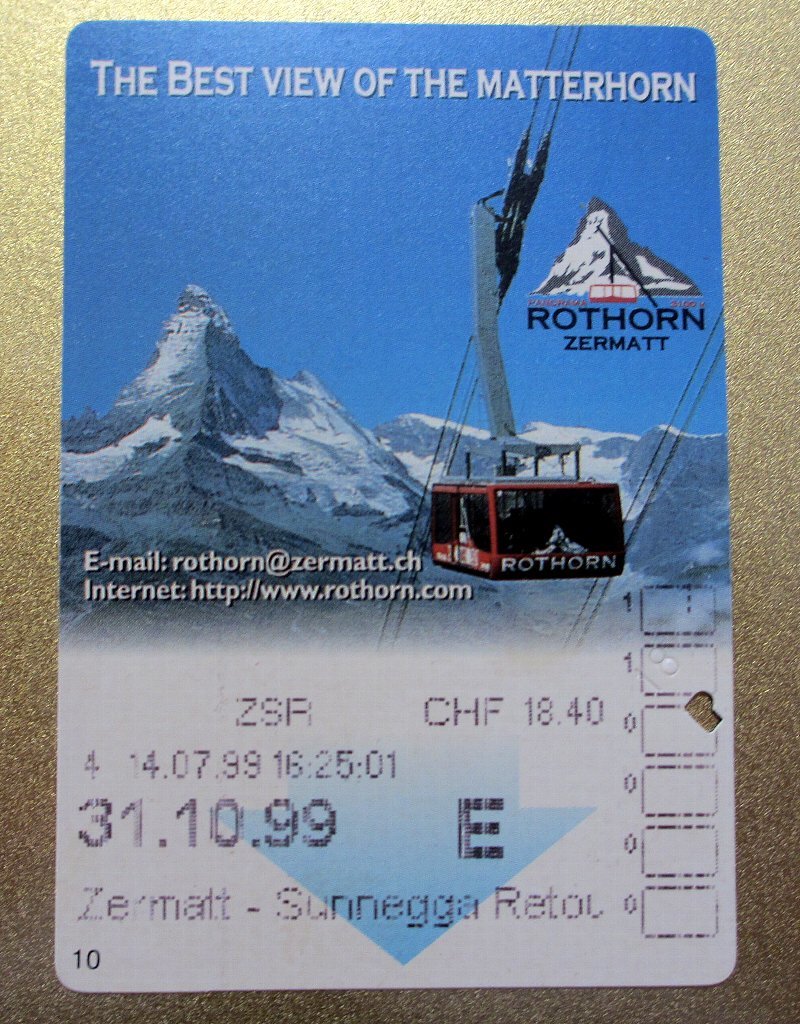 THE BEST VIEW OF THE MATTERHORN
PANORAMA 3100
ROTHORN
ZERMATT
ROTHORN
E-mail: rothorn@zermatt.ch
Internet: http://www.rothorn.com
1
1
ZSR CHF 18.40
0
4 14.07.99 16:25:01
0
31.10.99 E
0
Zermatt - Sunnegga Retou
0
10